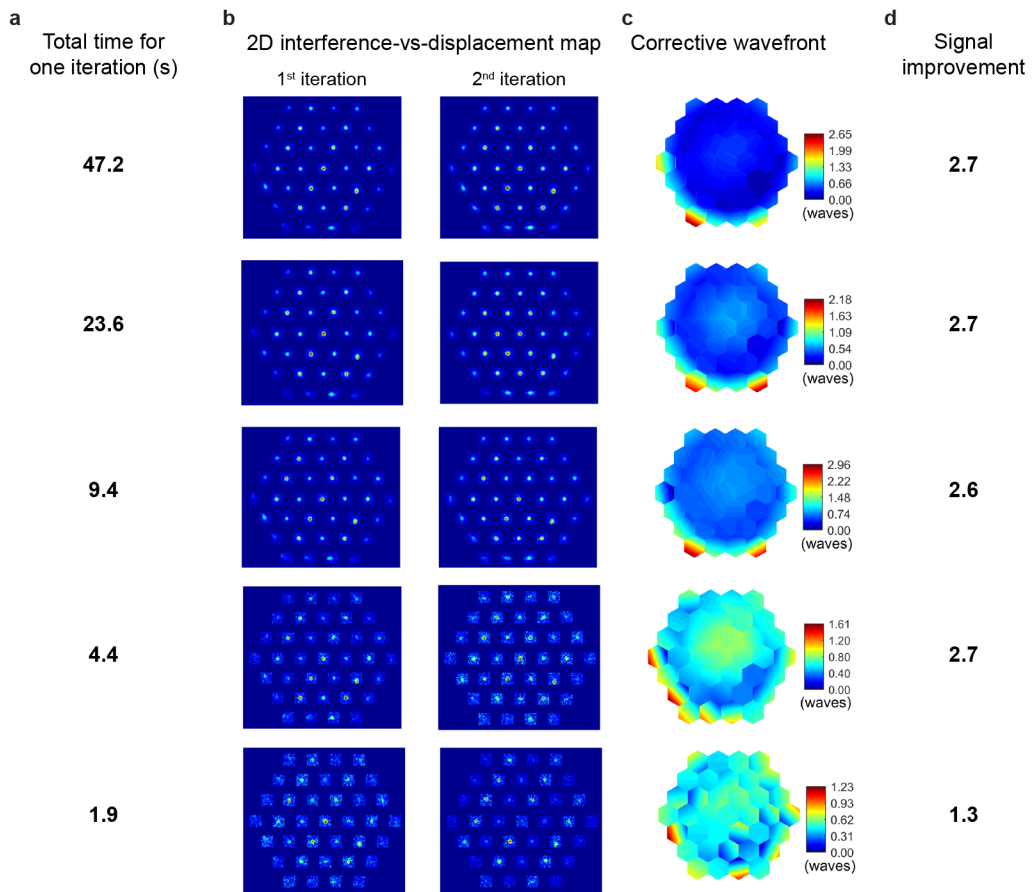 a
Total time for
one iteration (s)
b
2D interference-vs-displacement map
1st iteration
2nd iteration
c
Corrective wavefront
d
Signal
improvement
47.2
2.65
1.99
1.33
0.66
0.00
(waves)
2.7
23.6
2.18
1.63
1.09
0.54
0.00
(waves)
2.7
9.4
2.96
2.22
1.48
0.74
0.00
(waves)
2.6
4.4
1.61
1.20
0.80
0.40
0.00
(waves)
2.7
1.9
1.23
0.93
0.62
0.31
0.00
(waves)
1.3